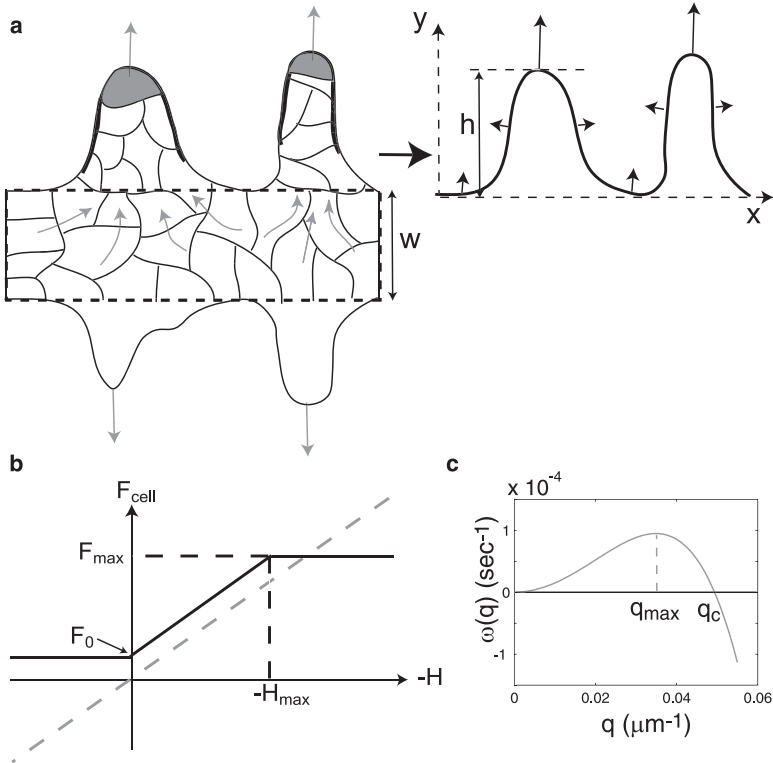 a
w
y
h
x
b
F_cell
F_max
F_0
-H_max
-H
c
x 10^-4
ω(q) (sec^-1)
1
0
-1
q_max
q_c
0
0.02
0.04
0.06
q (μm^-1)